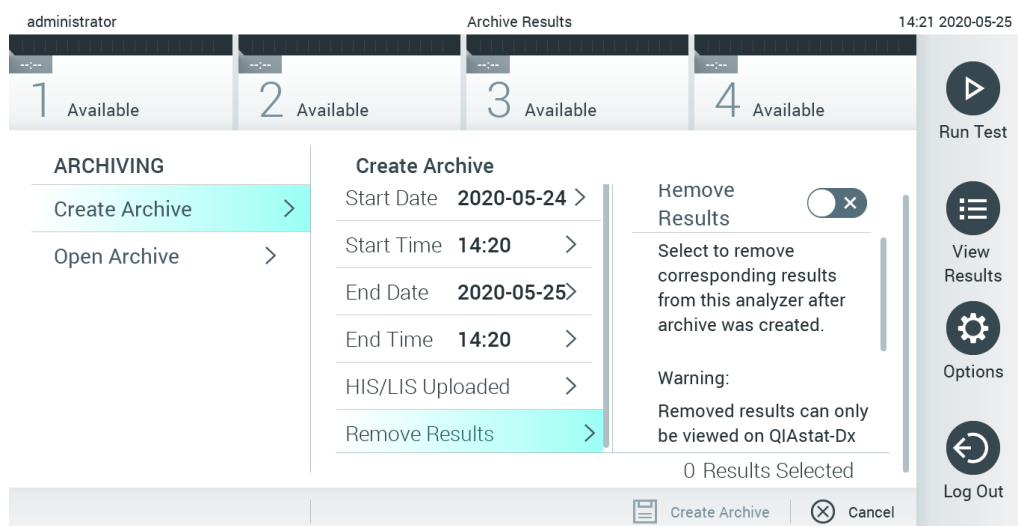 administrator
Archive Results
14:21 2020-05-25
--:--
1 Available
--:--
2 Available
--:--
3 Available
--:--
4 Available
Run Test
View
Results
Options
Log Out
ARCHIVING
Create Archive
Open Archive
Create Archive
Start Date 2020-05-24
Start Time 14:20
End Date 2020-05-25
End Time 14:20
HIS/LIS Uploaded
Remove Results
Remove
Results
Select to remove
corresponding results
from this analyzer after
archive was created.
Warning:
Removed results can only
be viewed on QIAstat-Dx
0 Results Selected
Create Archive
Cancel